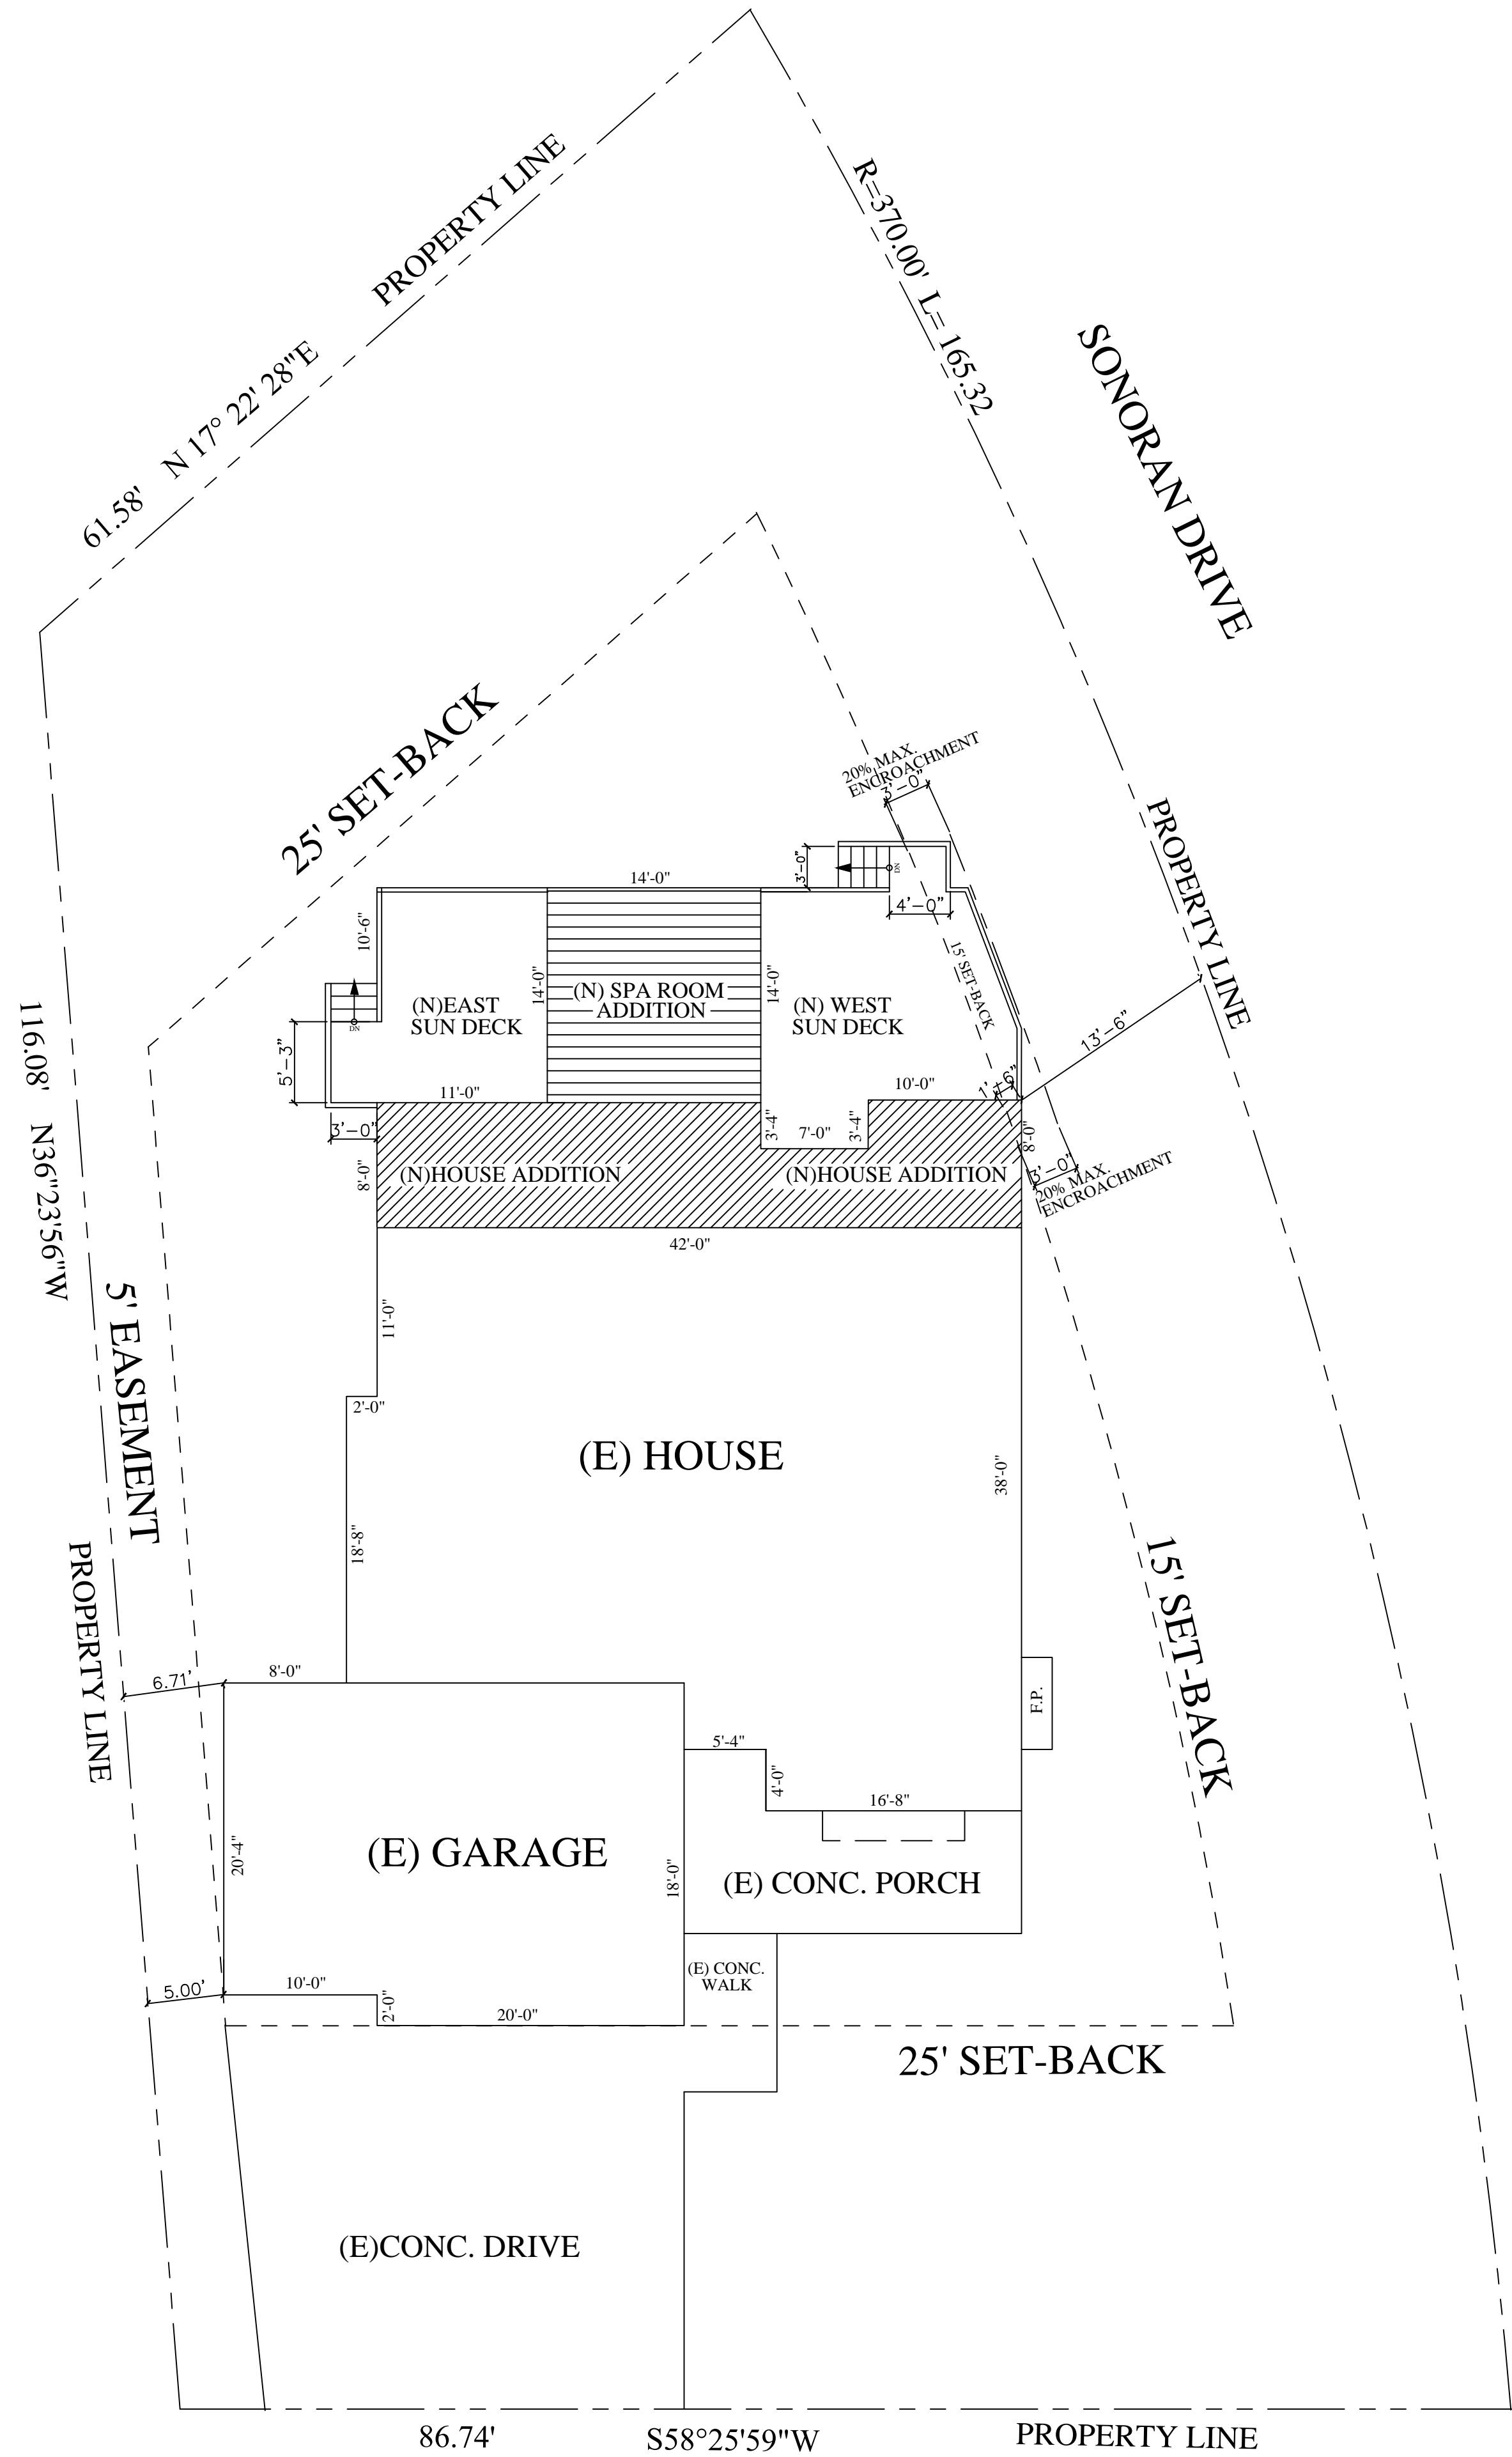 PROPERTY LINE
61.58' N 17° 22' 28"E
R=370.00' L= 165.32
SONORAN DRIVE
25' SET-BACK
20% MAX.
ENCROACHMENT
3'-0"
PROPERTY LINE
14'-0"
3'-0"
DN
4'-0"
10'-6"
15' SET-BACK
(N)EAST
SUN DECK
14'-0"
(N) SPA ROOM
ADDITION
14'-0"
(N) WEST
SUN DECK
13'-6"
DN
5'-3"
11'-0"
10'-0"
1'-6"
3'-0"
3'-4"
7'-0"
3'-4"
8'-0"
8'-0"
(N)HOUSE ADDITION
(N)HOUSE ADDITION
3'-0"
20% MAX.
ENCROACHMENT
42'-0"
116.08' N36"23'56"W
5' EASEMENT
11'-0"
2'-0"
(E) HOUSE
38'-0"
18'-8"
15' SET-BACK
PROPERTY LINE
6.71'
8'-0"
F.P.
5'-4"
4'-0"
16'-8"
20'-4"
(E) GARAGE
18'-0"
(E) CONC. PORCH
(E) CONC.
WALK
5.00'
10'-0"
2'-0"
20'-0"
25' SET-BACK
(E)CONC. DRIVE
86.74' S58°25'59"W PROPERTY LINE